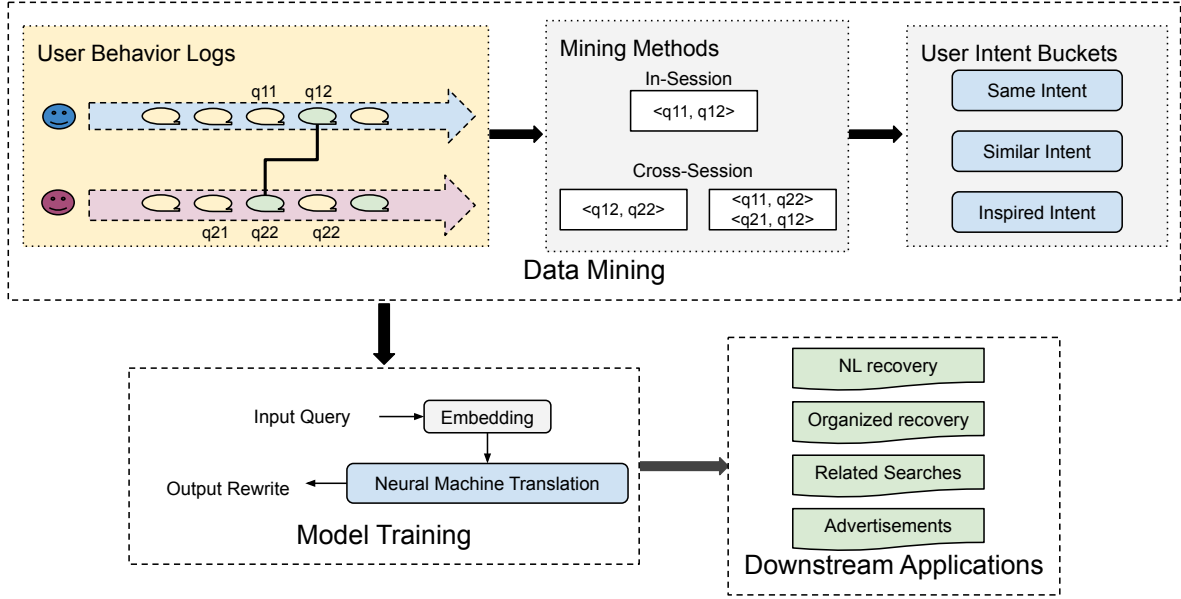 User Behavior Logs
q11 q12
q21 q22 q22
Mining Methods
In-Session
<q11, q12>
Cross-Session
<q12, q22>
<q11, q22>
<q21, q12>
User Intent Buckets
Same Intent
Similar Intent
Inspired Intent
Data Mining
Input Query
Embedding
Neural Machine Translation
Output Rewrite
Model Training
NL recovery
Organized recovery
Related Searches
Advertisements
Downstream Applications